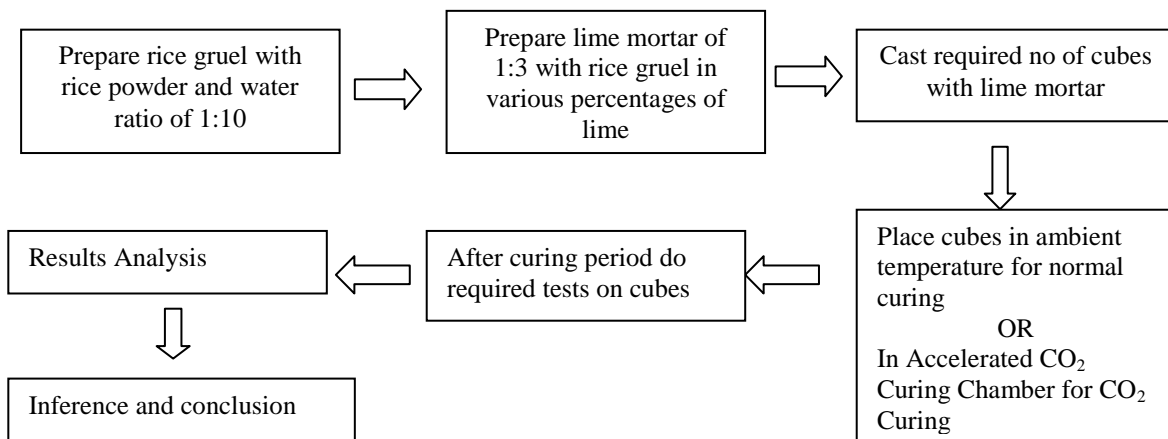 Prepare rice gruel with
rice powder and water
ratio of 1:10
Prepare lime mortar of
1:3 with rice gruel in
various percentages of
lime
Cast required no of cubes
with lime mortar
Place cubes in ambient
temperature for normal
curing
OR
In Accelerated CO₂
Curing Chamber for CO₂
Curing
After curing period do
required tests on cubes
Results Analysis
Inference and conclusion